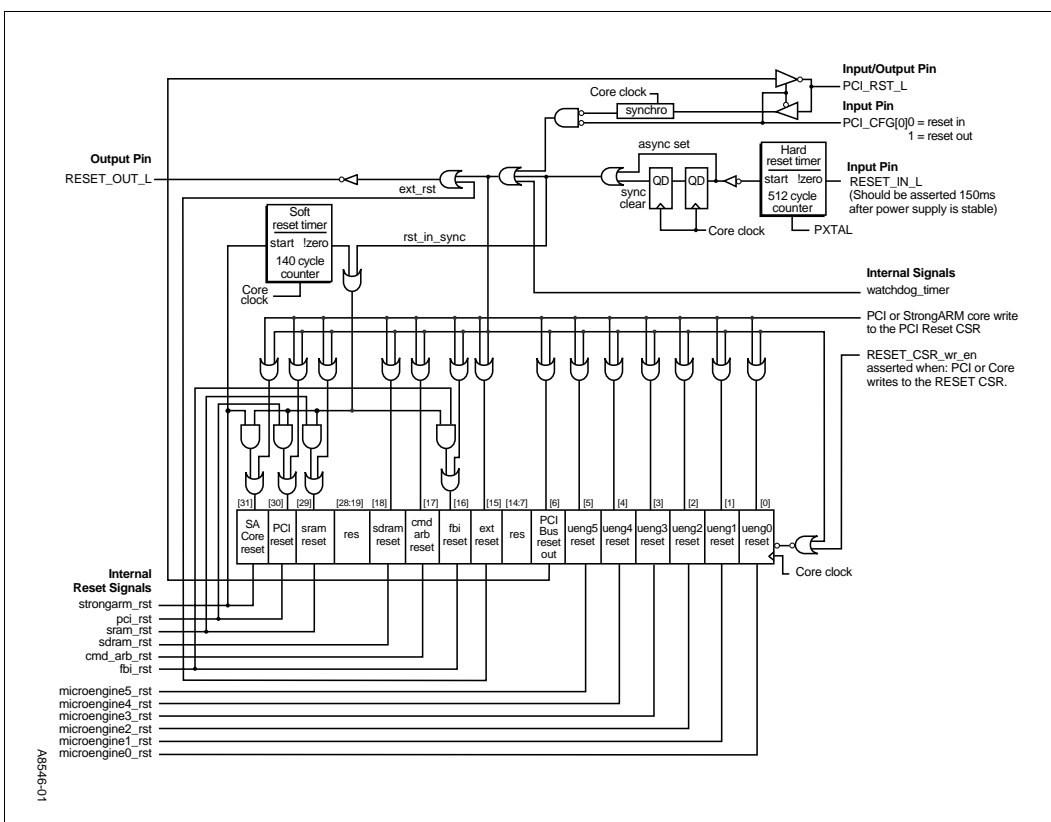 Input/Output Pin
PCI_RST_L
Core clock
synchro
Input Pin
PCI_CFG[0]0 = reset in
1 = reset out
Output Pin
RESET_OUT_L
ext_rst
async set
QD
QD
sync
clear
Core clock
Hard
reset timer
start !zero
512 cycle
counter
PXTAL
Input Pin
RESET_IN_L
(Should be asserted 150ms
after power supply is stable)
Soft
reset timer
start !zero
140 cycle
counter
Core
clock
rst_in_sync
Internal Signals
watchdog_timer
PCI or StrongARM core write
to the PCI Reset CSR
RESET_CSR_wr_en
asserted when: PCI or Core
writes to the RESET CSR.
[31] [30] [29] [28:19] [18] [17] [16] [15] [14:7] [6] [5] [4] [3] [2] [1] [0]
SA
Core
reset
PCI
reset
sram
reset
res
sdram
reset
cmd
arb
reset
fbi
reset
ext
reset
res
PCI
Bus
reset
out
ueng5
reset
ueng4
reset
ueng3
reset
ueng2
reset
ueng1
reset
ueng0
reset
Core clock
Internal
Reset Signals
strongarm_rst
pci_rst
sram_rst
sdram_rst
cmd_arb_rst
fbi_rst
microengine5_rst
microengine4_rst
microengine3_rst
microengine2_rst
microengine1_rst
microengine0_rst
A8546-01